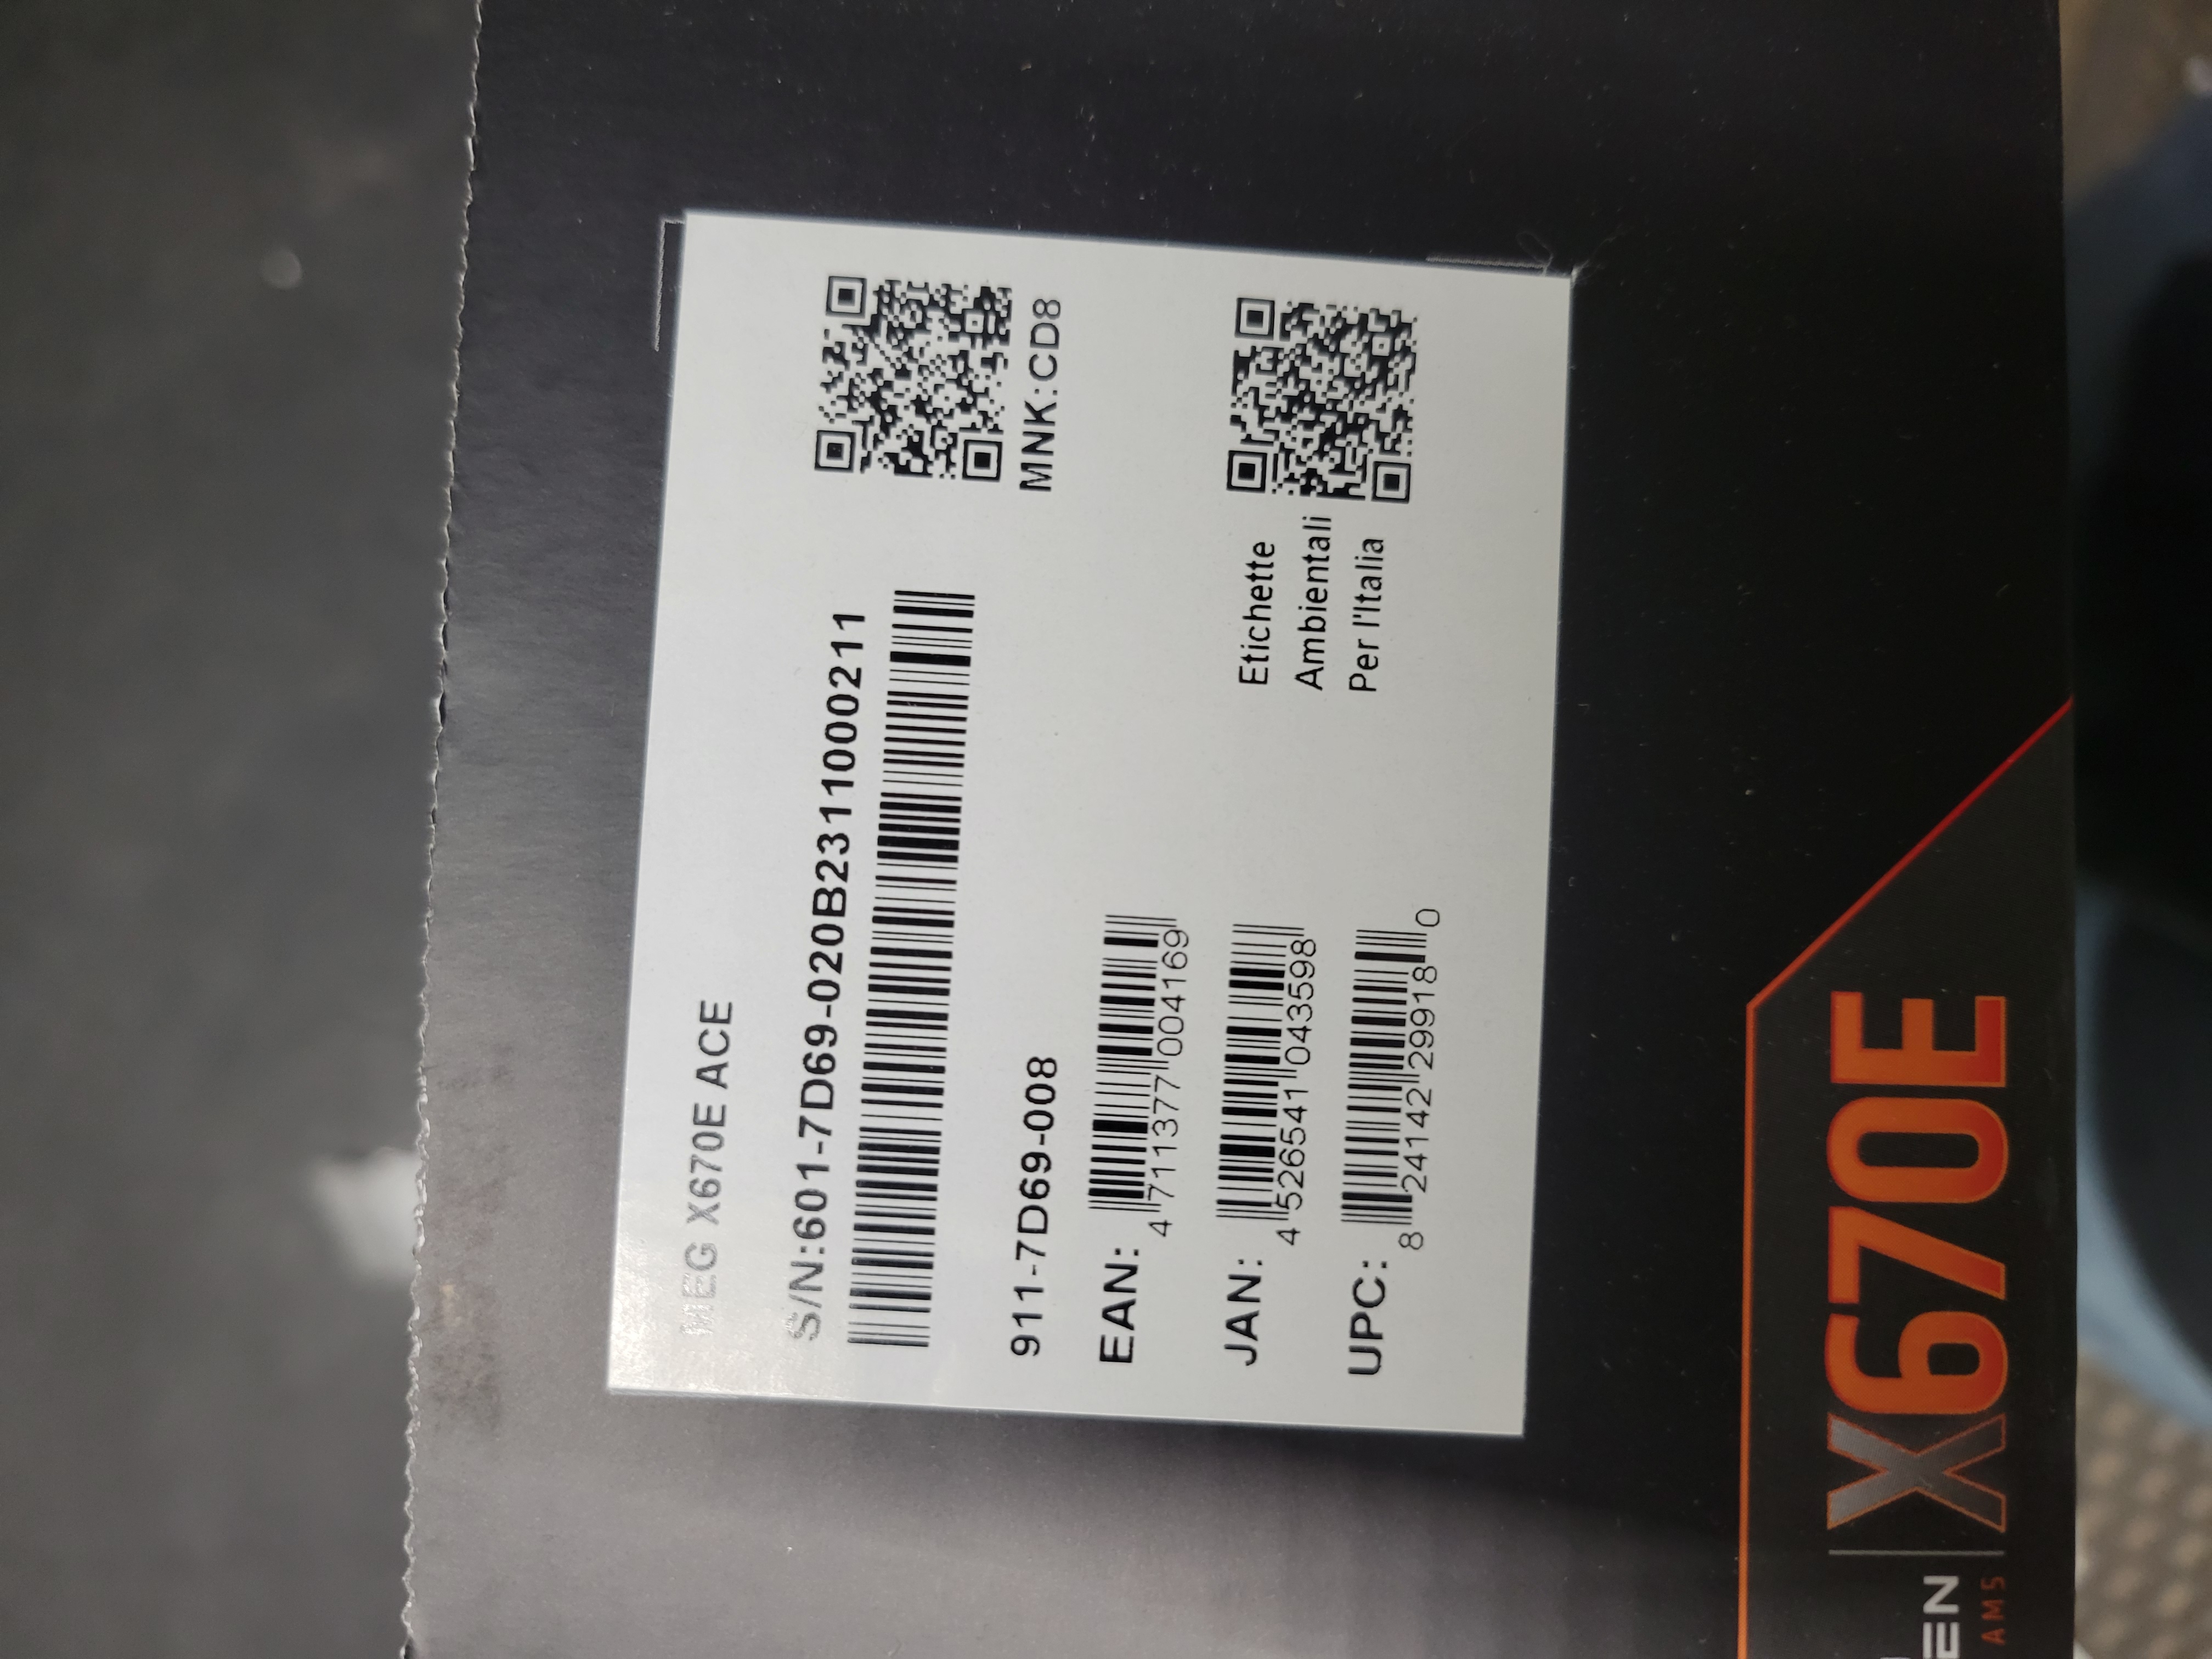 MEG X670E ACE
S/N:601-7D69-020B2311000211
MNK:CD8
911-7D69-008
EAN:
4 711377 004169
JAN:
4 526541 043598
UPC:
8 24142 29918 0
Etichette
Ambientali
Per l'Italia
X670E
AM5